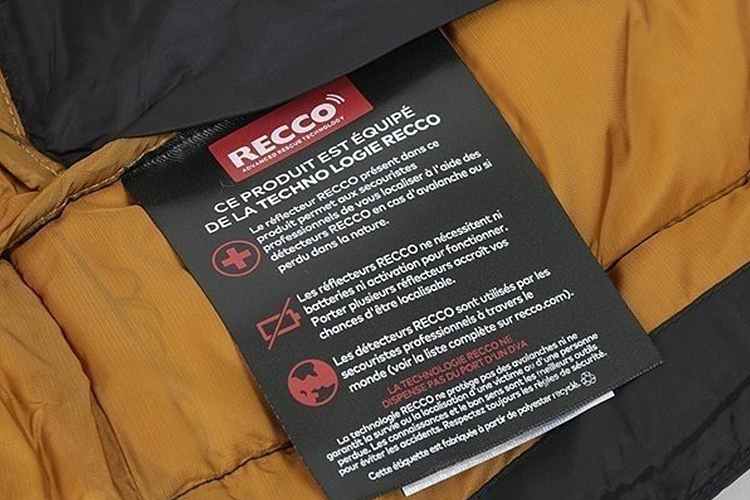 RECCO
ADVANCED RESCUE TECHNOLOGY
CE PRODUIT EST ÉQUIPÉ
DE LA TECHNO LOGIE RECCO
Le réflecteur RECCO présent dans ce
produit permet aux secouristes
professionnels de vous localiser à l'aide des
détecteurs RECCO en cas d'avalanche ou si
perdu dans la nature.
Les réflecteurs RECCO ne nécessitent ni
batteries ni activation pour fonctionner.
Porter plusieurs réflecteurs accroît vos
chances d'être localisable.
Les détecteurs RECCO sont utilisés par les
secouristes professionnels à travers le
monde (voir la liste complète sur recco.com).
LA TECHNOLOGIE RECCO NE
DISPENSE PAS DU PORT D'UN DVA
La technologie RECCO ne protège pas des avalanches ni ne
garantit la survie ou la localisation d'une victime ou d'une personne
perdue. Les connaissances et le bon sens sont les meilleurs outils
pour éviter les accidents. Respectez toujours les règles de sécurité.
Cette étiquette est fabriquée à partir de polyester recyclé.